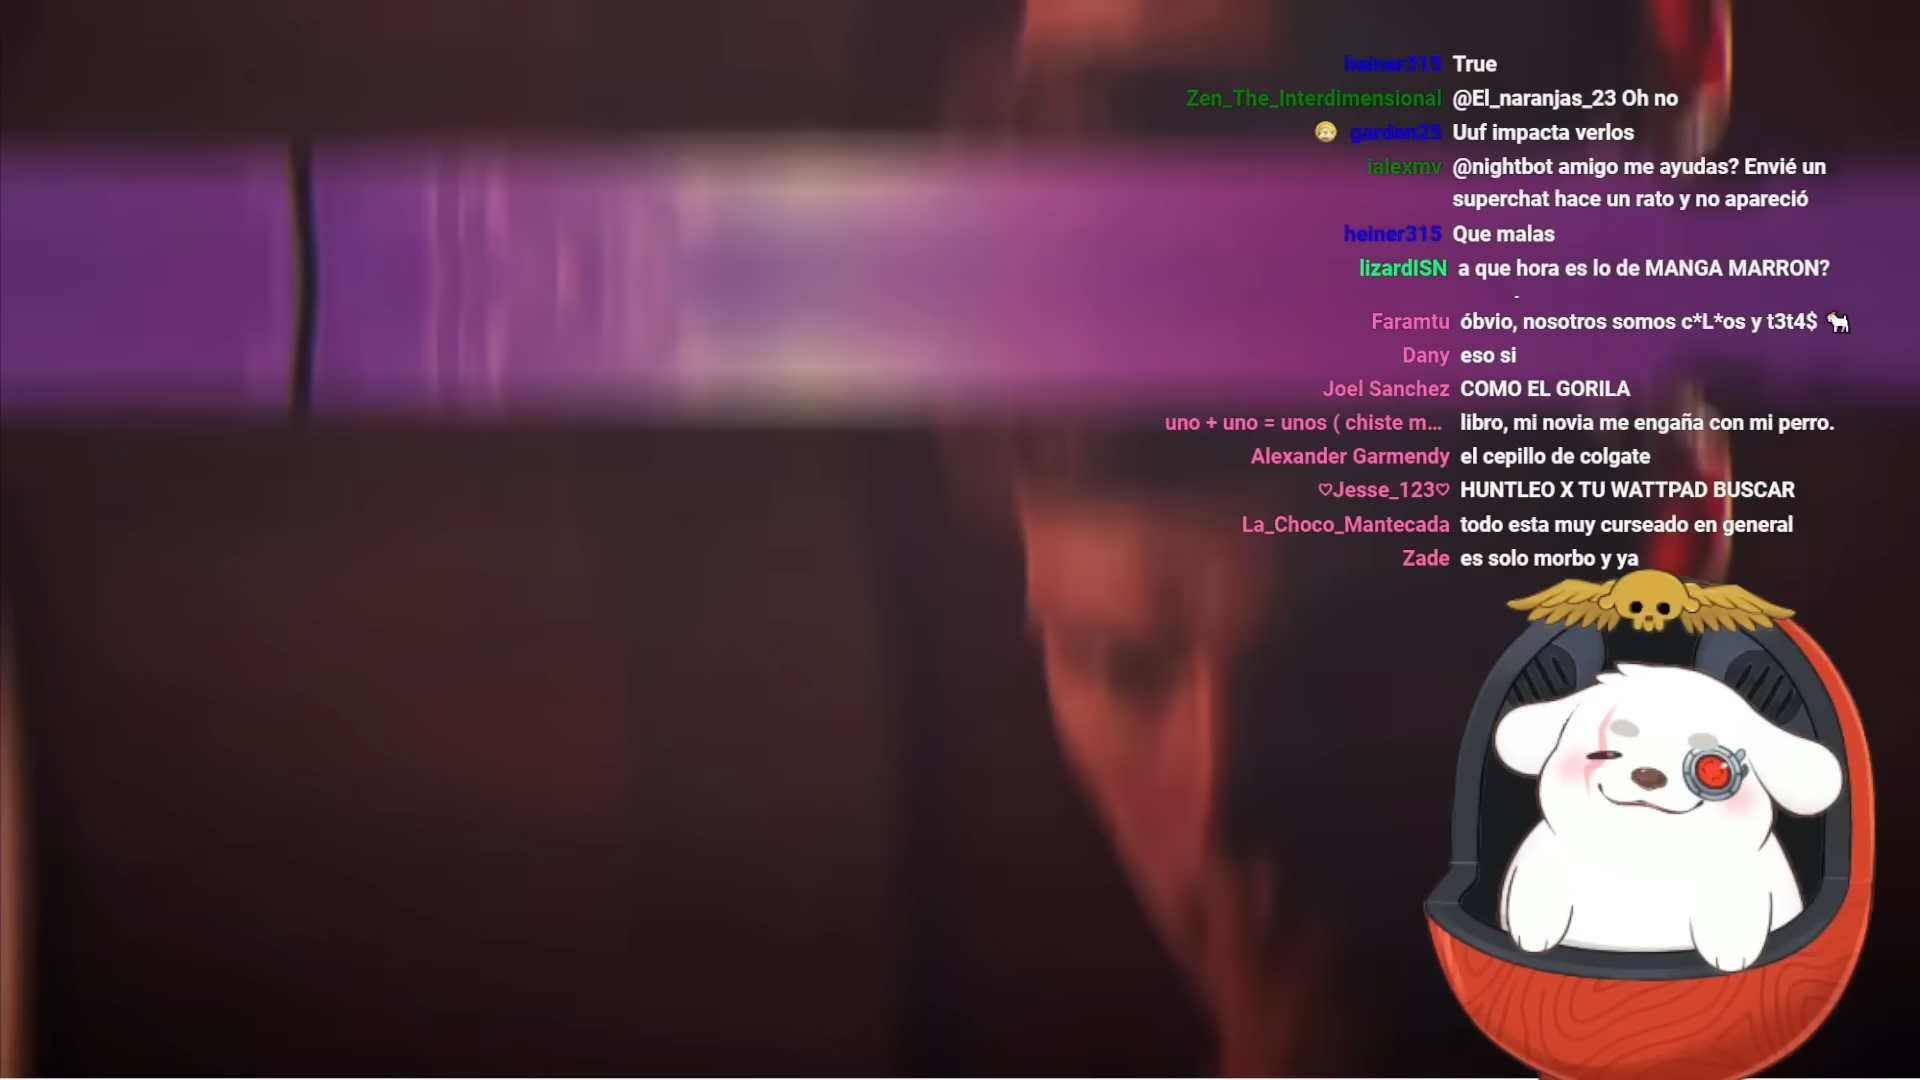 heiner315 True
Zen_The_Interdimensional @El_naranjas_23 Oh no
garden25 Uuf impacta verlos
ialexmv @nightbot amigo me ayudas? Envié un
superchat hace un rato y no apareció
heiner315 Que malas
lizardISN a que hora es lo de MANGA MARRON?
Faramtu óbvio, nosotros somos c*L*os y t3t4$
Dany eso si
Joel Sanchez COMO EL GORILA
uno + uno = unos ( chiste m... libro, mi novia me engaña con mi perro.
Alexander Garmendy el cepillo de colgate
♡Jesse_123♡ HUNTLEO X TU WATTPAD BUSCAR
La_Choco_Mantecada todo esta muy curseado en general
Zade es solo morbo y ya